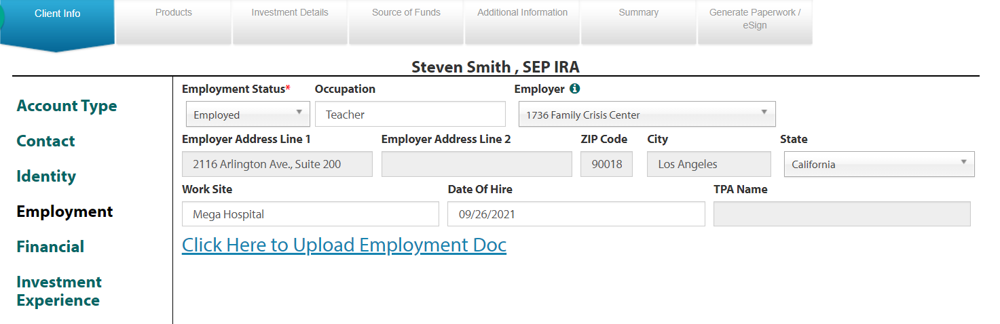 Client Info
Products
Investment Details
Source of Funds
Additional Information
Summary
Generate Paperwork /
eSign
Steven Smith , SEP IRA
Account Type
Contact
Identity
Employment
Financial
Investment
Experience
Employment Status* Occupation Employer
Employed Teacher 1736 Family Crisis Center
Employer Address Line 1 Employer Address Line 2 ZIP Code City State
2116 Arlington Ave., Suite 200 90018 Los Angeles California
Work Site Date Of Hire TPA Name
Mega Hospital 09/26/2021
Click Here to Upload Employment Doc